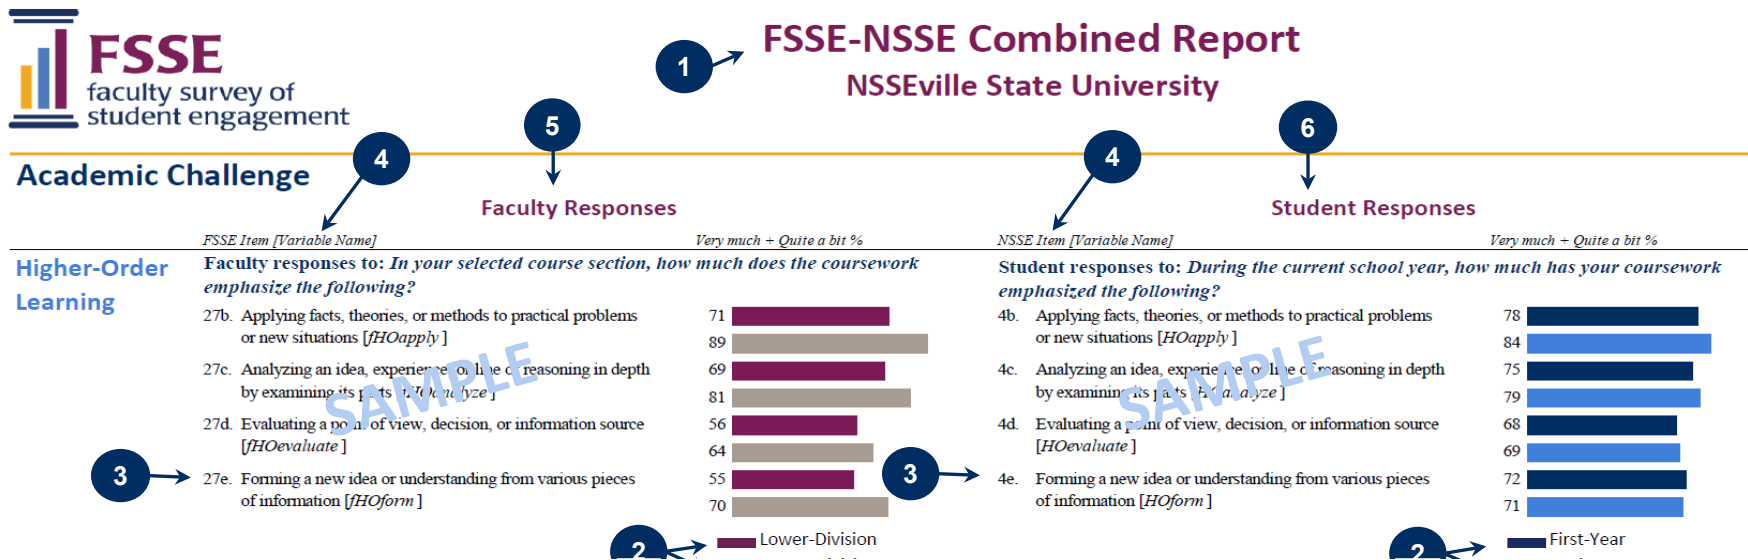 FSSE
faculty survey of
student engagement
1
FSSE-NSSE Combined Report
NSSEville State University
4
5
4
6
Academic Challenge
Faculty Responses
Student Responses
FSSE Item [Variable Name]
Very much + Quite a bit %
NSSE Item [Variable Name]
Very much + Quite a bit %
Higher-Order
Learning
Faculty responses to: In your selected course section, how much does the coursework
emphasize the following?
27b. Applying facts, theories, or methods to practical problems
or new situations [fHOapply ]
71
89
27c. Analyzing an idea, experience, or line of reasoning in depth
by examining its parts [fHOanalyze ]
69
81
27d. Evaluating a point of view, decision, or information source
[fHOevaluate ]
56
64
3
27e. Forming a new idea or understanding from various pieces
of information [fHOform ]
55
70
SAMPLE
2
Lower-Division
Student responses to: During the current school year, how much has your coursework
emphasized the following?
4b. Applying facts, theories, or methods to practical problems
or new situations [HOapply ]
78
84
4c. Analyzing an idea, experience, or line of reasoning in depth
by examining its parts [HOanalyze ]
75
79
4d. Evaluating a point of view, decision, or information source
[HOevaluate ]
68
69
3
4e. Forming a new idea or understanding from various pieces
of information [HOform ]
72
71
SAMPLE
2
First-Year